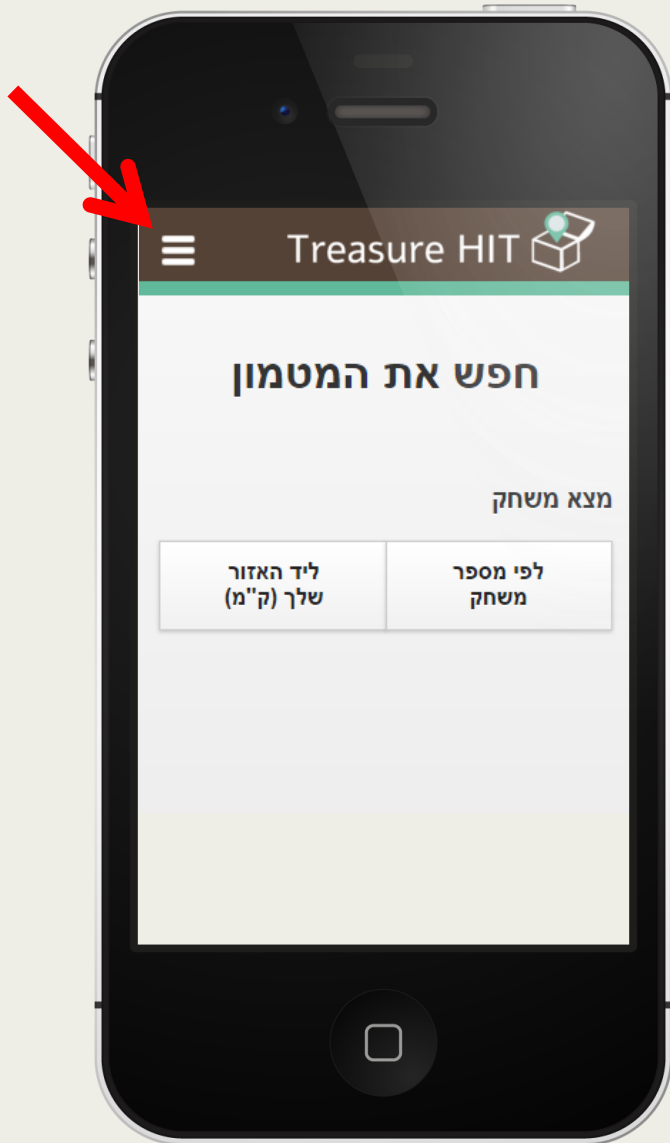 Treasure HIT
חפש את המטמון
מצא משחק
לפי מספר
משחק
ליד האזור
שלך (ק"מ)